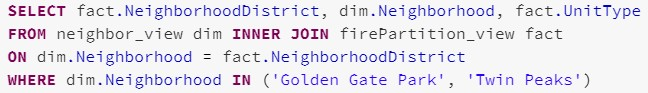 SELECT fact.NeighborhoodDistrict, dim.Neighborhood, fact.UnitType
FROM neighbor_view dim INNER JOIN firePartition_view fact
ON dim.Neighborhood = fact.NeighborhoodDistrict
WHERE dim.Neighborhood IN ('Golden Gate Park', 'Twin Peaks')